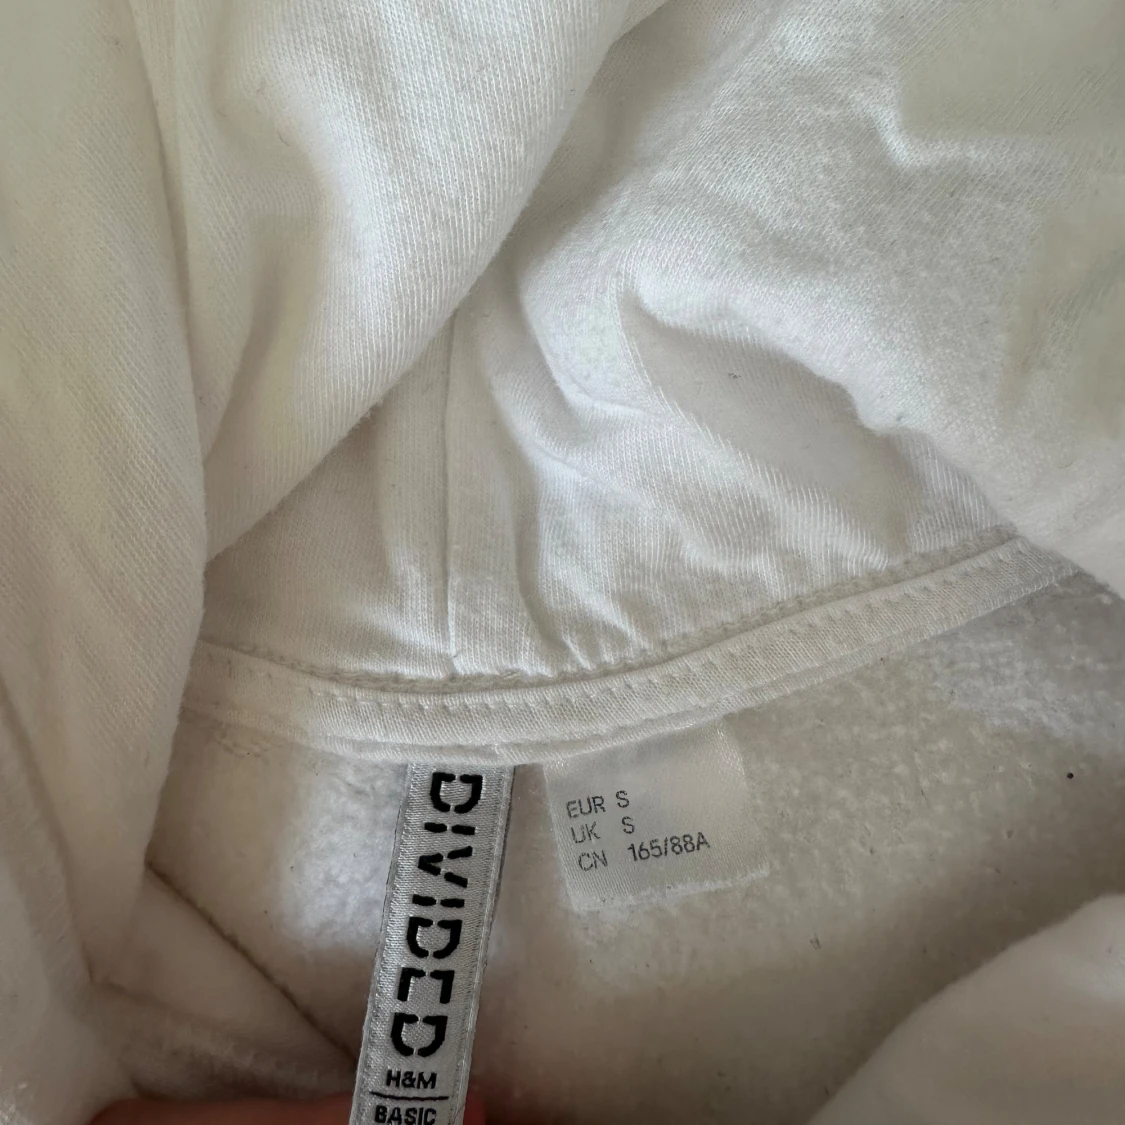 DIVIDED
H&M
BASIC
EUR S
UK S
CN 165/88A